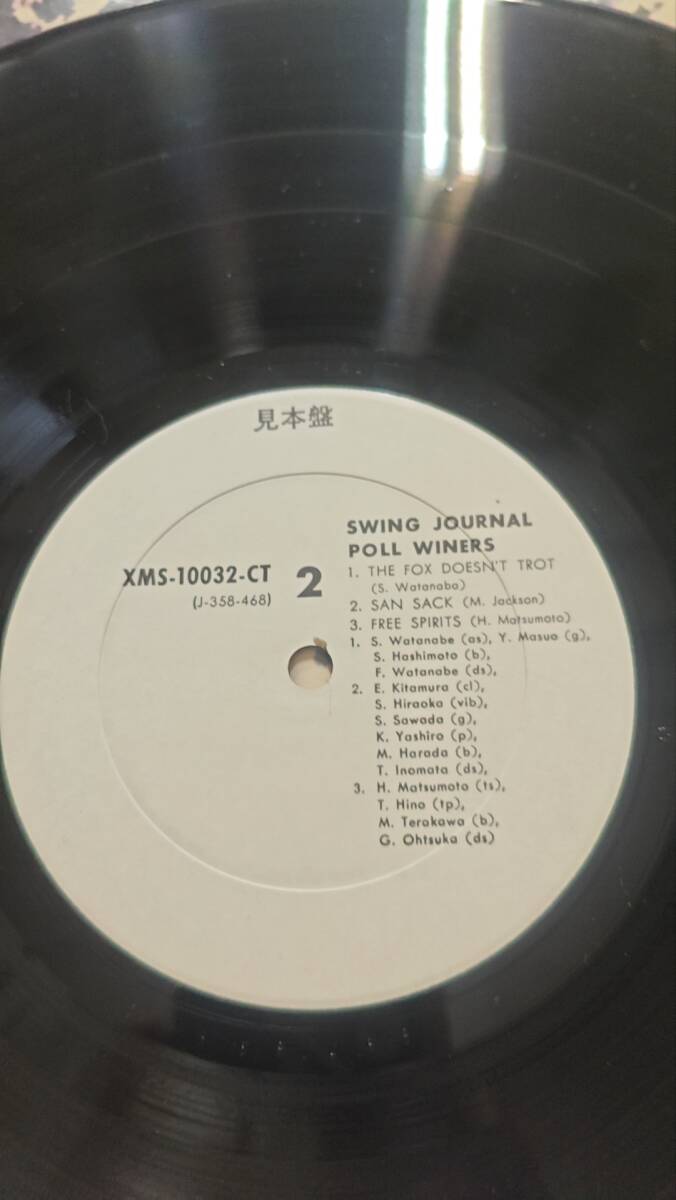 見本盤
XMS-10032-CT
(J-358-468)
2
SWING JOURNAL
POLL WINERS
1. THE FOX DOESN'T TROT
(S. Watanabe)
2. SAN SACK (M. Jackson)
3. FREE SPIRITS (H. Matsumoto)
1. S. Watanabe (as), Y. Masuo (g),
S. Hashimoto (b),
F. Watanabe (ds),
2. E. Kitamura (cl),
S. Hiraoka (vib),
S. Sawada (g),
K. Yashiro (p),
M. Harada (b),
T. Inomata (ds),
3. H. Matsumoto (ts),
T. Hino (tp),
M. Terakawa (b),
G. Ohtsuka (ds)